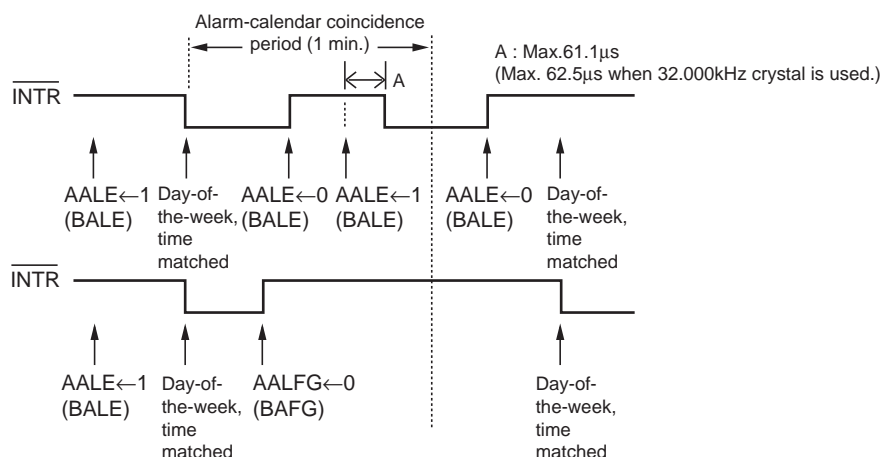 Alarm-calendar coincidence
period (1 min.)
A : Max.61.1μs
(Max. 62.5μs when 32.000kHz crystal is used.)
A
INTR
AALE←1
(BALE)
Day-of-
the-week,
time
matched
AALE←0
(BALE)
AALE←1
(BALE)
AALE←0
(BALE)
Day-of-
the-week,
time
matched
INTR
AALE←1
(BALE)
Day-of-
the-week,
time
matched
AALFG←0
(BAFG)
Day-of-
the-week,
time
matched